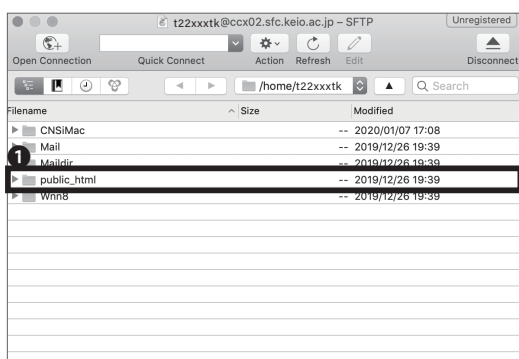 t22xxxtk@ccx02.sfc.keio.ac.jp – SFTP Unregistered
Open Connection Quick Connect Action Refresh Edit Disconnect
/home/t22xxxtk Search
Filename Size Modified
CNSiMac -- 2020/01/07 17:08
Mail -- 2019/12/26 19:39
1
Maildir -- 2019/12/26 19:39
public_html -- 2019/12/26 19:39
Wnn8 -- 2019/12/26 19:39